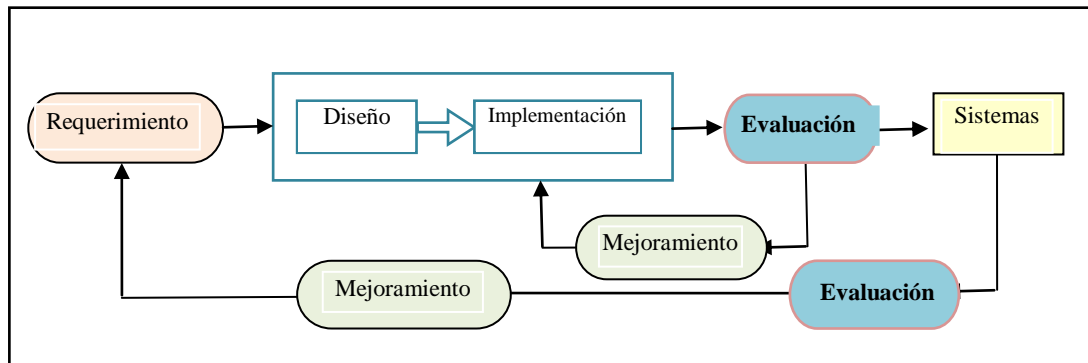 Requerimiento
Diseño
Implementación
Evaluación
Sistemas
Mejoramiento
Mejoramiento
Evaluación